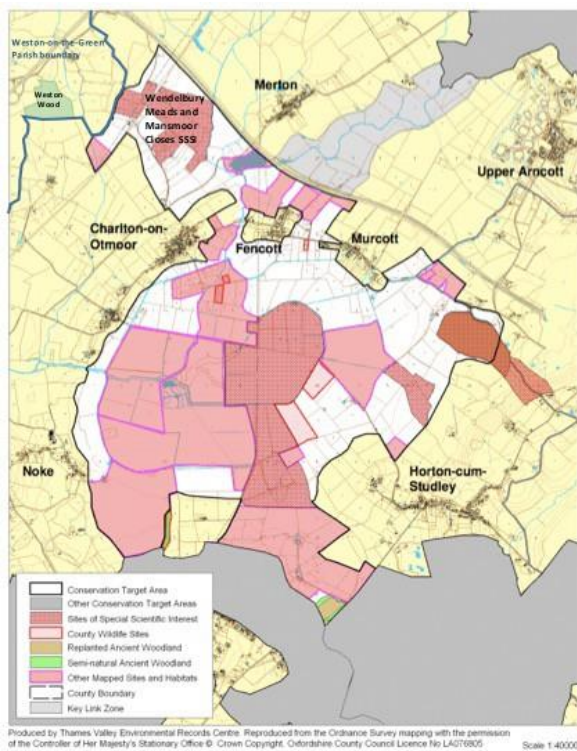 Weston-on-the-Green
Parish boundary
Weston
Wood
Wendelbury
Meads and
Mansmoor
Closes SSSI
Merton
Upper Arncott
Charlton-on-
Otmoor
Fencott
Murcott
Noke
Horton-cum-
Studley
Conservation Target Area
Other Conservation Target Areas
Sites of Special Scientific Interest
County Wildlife Sites
Replanted Ancient Woodland
Semi-natural Ancient Woodland
Other Mapped Sites and Habitats
County Boundary
Key Link Zone
Produced by Thames Valley Environmental Records Centre. Reproduced from the Ordnance Survey mapping with the permission
of the Controller of Her Majesty's Stationary Office © Crown Copyright. Oxfordshire County Council Licence No LA076805
Scale 1:40000